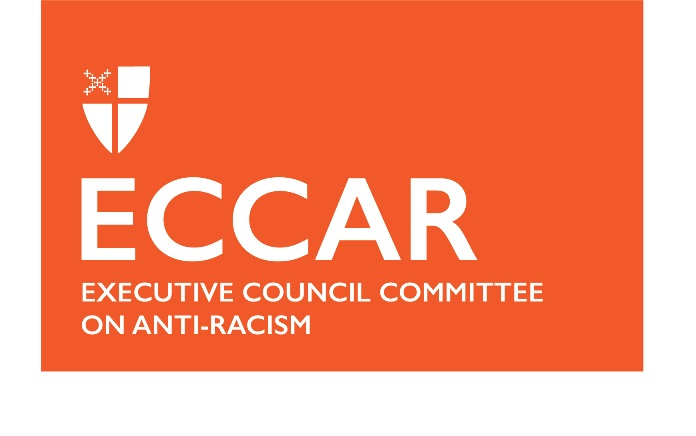 ECCAR
EXECUTIVE COUNCIL COMMITTEE
ON ANTI-RACISM